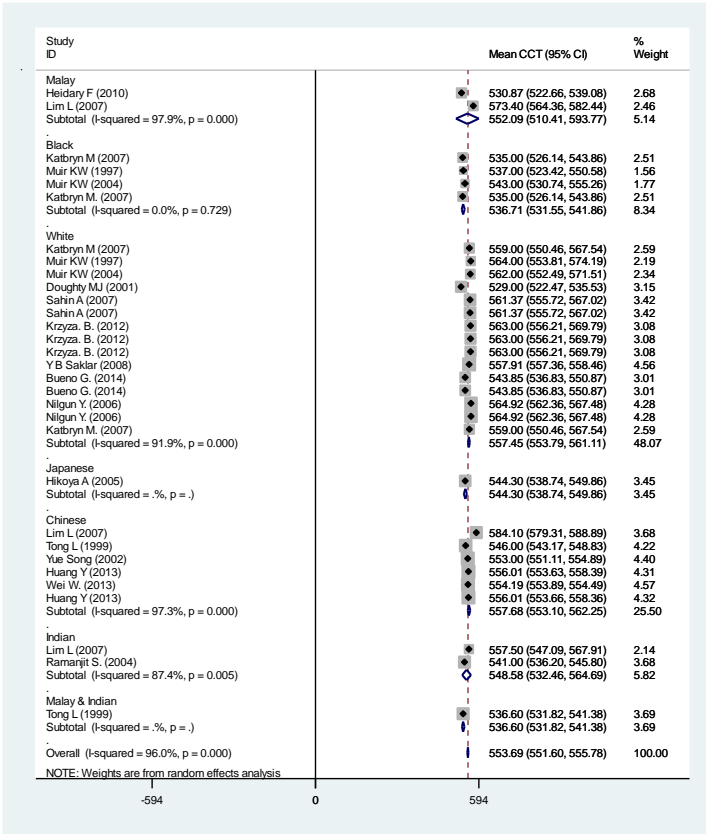 Study %
ID Mean CCT (95% CI) Weight
.
Malay
Heidary F (2010) 530.87 (522.66, 539.08) 2.68
Lim L (2007) 573.40 (564.36, 582.44) 2.46
Subtotal (I-squared = 97.9%, p = 0.000) 552.09 (510.41, 593.77) 5.14
.
Black
Katbryn M (2007) 535.00 (526.14, 543.86) 2.51
Muir KW (1997) 537.00 (523.42, 550.58) 1.56
Muir KW (2004) 543.00 (530.74, 555.26) 1.77
Katbryn M. (2007) 535.00 (526.14, 543.86) 2.51
Subtotal (I-squared = 0.0%, p = 0.729) 536.71 (531.55, 541.86) 8.34
.
White
Katbryn M (2007) 559.00 (550.46, 567.54) 2.59
Muir KW (1997) 564.00 (553.81, 574.19) 2.19
Muir KW (2004) 562.00 (552.49, 571.51) 2.34
Doughty MJ (2001) 529.00 (522.47, 535.53) 3.15
Sahin A (2007) 561.37 (555.72, 567.02) 3.42
Sahin A (2007) 561.37 (555.72, 567.02) 3.42
Krzyza. B. (2012) 563.00 (556.21, 569.79) 3.08
Krzyza. B. (2012) 563.00 (556.21, 569.79) 3.08
Krzyza. B. (2012) 563.00 (556.21, 569.79) 3.08
Y B Saklar (2008) 557.91 (557.36, 558.46) 4.56
Bueno G. (2014) 543.85 (536.83, 550.87) 3.01
Bueno G. (2014) 543.85 (536.83, 550.87) 3.01
Nilgun Y. (2006) 564.92 (562.36, 567.48) 4.28
Nilgun Y. (2006) 564.92 (562.36, 567.48) 4.28
Katbryn M. (2007) 559.00 (550.46, 567.54) 2.59
Subtotal (I-squared = 91.9%, p = 0.000) 557.45 (553.79, 561.11) 48.07
.
Japanese
Hikoya A (2005) 544.30 (538.74, 549.86) 3.45
Subtotal (I-squared = .%, p = .) 544.30 (538.74, 549.86) 3.45
.
Chinese
Lim L (2007) 584.10 (579.31, 588.89) 3.68
Tong L (1999) 546.00 (543.17, 548.83) 4.22
Yue Song (2002) 553.00 (551.11, 554.89) 4.40
Huang Y (2013) 556.01 (553.63, 558.39) 4.31
Wei W. (2013) 554.19 (553.89, 554.49) 4.57
Huang Y (2013) 556.01 (553.66, 558.36) 4.32
Subtotal (I-squared = 97.3%, p = 0.000) 557.68 (553.10, 562.25) 25.50
.
Indian
Lim L (2007) 557.50 (547.09, 567.91) 2.14
Ramanjit S. (2004) 541.00 (536.20, 545.80) 3.68
Subtotal (I-squared = 87.4%, p = 0.005) 548.58 (532.46, 564.69) 5.82
.
Malay & Indian
Tong L (1999) 536.60 (531.82, 541.38) 3.69
Subtotal (I-squared = .%, p = .) 536.60 (531.82, 541.38) 3.69
.
Overall (I-squared = 96.0%, p = 0.000) 553.69 (551.60, 555.78) 100.00
NOTE: Weights are from random effects analysis
-594 0 594